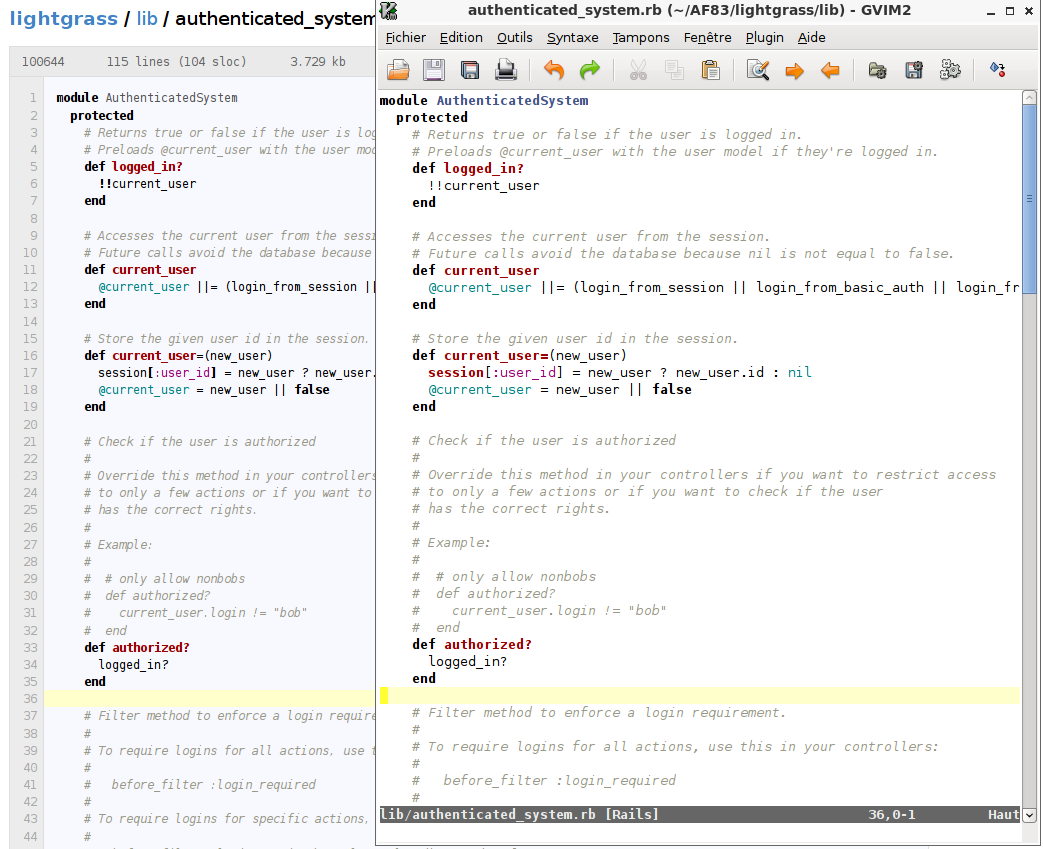 lightgrass / lib / authenticated_system
100644 115 lines (104 sloc) 3.729 kb
1 module AuthenticatedSystem
2 protected
3 # Returns true or false if the user is log
4 # Preloads @current_user with the user mod
5 def logged_in?
6 !!current_user
7 end
8
9 # Accesses the current user from the sessi
10 # Future calls avoid the database because
11 def current_user
12 @current_user ||= (login_from_session ||
13 end
14
15 # Store the given user id in the session.
16 def current_user=(new_user)
17 session[:user_id] = new_user ? new_user.
18 @current_user = new_user || false
19 end
20
21 # Check if the user is authorized
22 #
23 # Override this method in your controllers
24 # to only a few actions or if you want to
25 # has the correct rights.
26 #
27 # Example:
28 #
29 # # only allow nonbobs
30 # def authorized?
31 # current_user.login != "bob"
32 # end
33 def authorized?
34 logged_in?
35 end
36
37 # Filter method to enforce a login require
38 #
39 # To require logins for all actions, use t
40 #
41 # before_filter :login_required
42 #
43 # To require logins for specific actions,
44 #
authenticated_system.rb (~/AF83/lightgrass/lib) - GVIM2
Fichier Edition Outils Syntaxe Tampons Fenêtre Plugin Aide
module AuthenticatedSystem
protected
# Returns true or false if the user is logged in.
# Preloads @current_user with the user model if they're logged in.
def logged_in?
!!current_user
end
# Accesses the current user from the session.
# Future calls avoid the database because nil is not equal to false.
def current_user
@current_user ||= (login_from_session || login_from_basic_auth || login_fr
end
# Store the given user id in the session.
def current_user=(new_user)
session[:user_id] = new_user ? new_user.id : nil
@current_user = new_user || false
end
# Check if the user is authorized
#
# Override this method in your controllers if you want to restrict access
# to only a few actions or if you want to check if the user
# has the correct rights.
#
# Example:
#
# # only allow nonbobs
# def authorized?
# current_user.login != "bob"
# end
def authorized?
logged_in?
end
# Filter method to enforce a login requirement.
#
# To require logins for all actions, use this in your controllers:
#
# before_filter :login_required
#
lib/authenticated_system.rb [Rails] 36,0-1 Haut